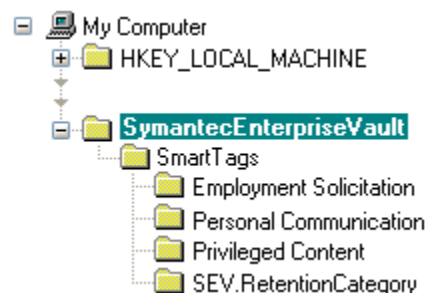 My Computer
HKEY_LOCAL_MACHINE
SymantecEnterpriseVault
SmartTags
Employment Solicitation
Personal Communication
Privileged Content
SEV.RetentionCategory